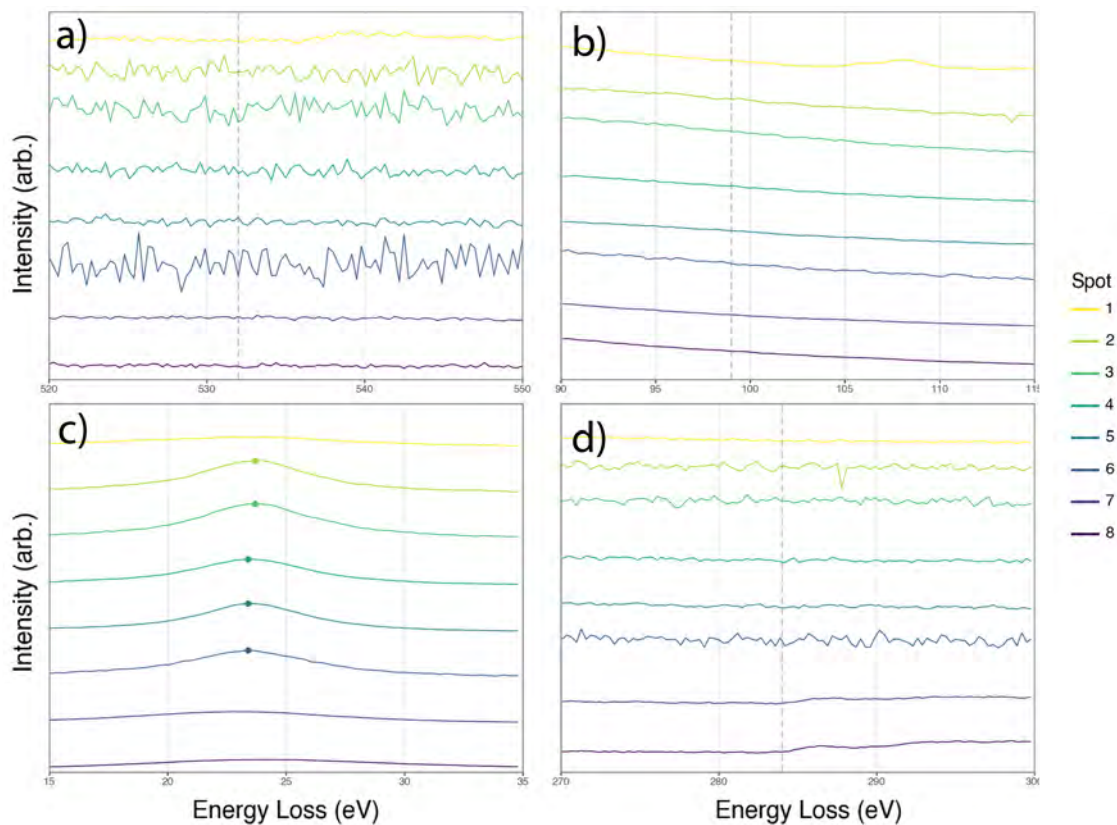 a)
b)
Intensity (arb.)
520 530 540 550
90 95 100 105 110 115
Spot
1
2
3
4
5
6
7
8
c)
d)
Intensity (arb.)
15 20 25 30 35
270 280 290 300
Energy Loss (eV)
Energy Loss (eV)